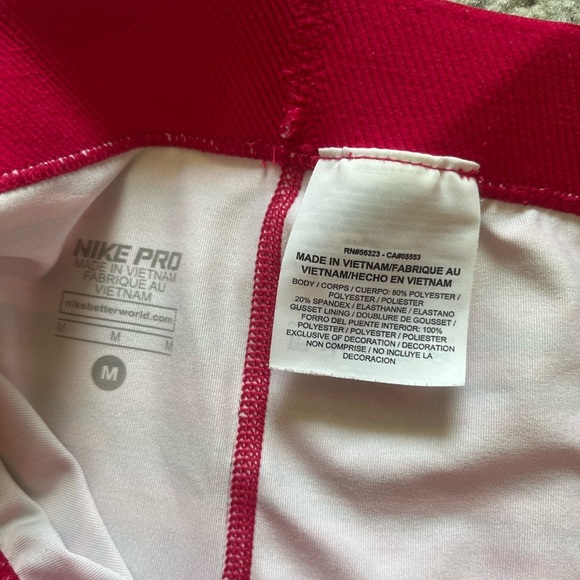 NIKE PRO
MADE IN VIETNAM
FABRIQUE AU
VIETNAM
nikebetterworld.com
M M M
M
RN#56323 - CA#05553
MADE IN VIETNAM/FABRIQUE AU
VIETNAM/HECHO EN VIETNAM
BODY / CORPS / CUERPO: 80% POLYESTER /
POLYESTER / POLIESTER
20% SPANDEX / ELASTHANNE / ELASTANO
GUSSET LINING / DOUBLURE DE GOUSSET /
FORRO DEL PUENTE INTERIOR: 100%
POLYESTER / POLYESTER / POLIESTER
EXCLUSIVE OF DECORATION / DECORATION
NON COMPRISE / NO INCLUYE LA
DECORACION